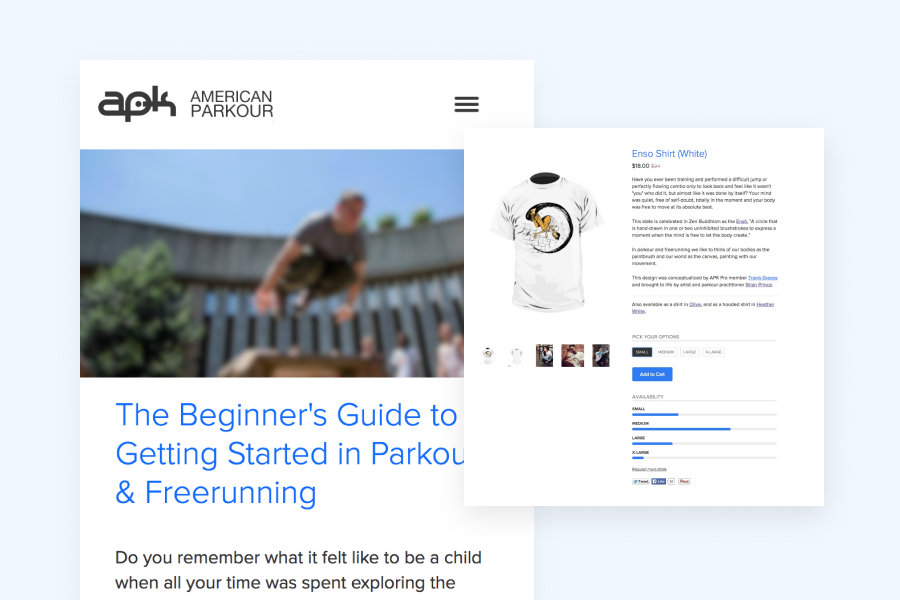 apk AMERICAN
PARKOUR
The Beginner's Guide to
Getting Started in Parkou
& Freerunning
Do you remember what it felt like to be a child
when all your time was spent exploring the
Enso Shirt (White)
$18.00 $24
Have you ever been training and performed a difficult jump or
perfectly flowing combo only to look back and feel like it wasn't
"you" who did it, but almost like it was done by itself? Your mind
was quiet, free of self-doubt, totally in the moment and your body
was free to move at its absolute best.
This state is celebrated in Zen Buddhism as the Enso, "A circle that
is hand-drawn in one or two uninhibited brushstrokes to express a
moment when the mind is free to let the body create."
In parkour and freerunning we like to think of our bodies as the
paintbrush and our world as the canvas, painting with our
movement.
This design was conceptualized by APK Pro member Travis Graves
and brought to life by artist and parkour practitioner Brian Prince.
Also available as a shirt in Olive, and as a hooded shirt in Heather
White.
PICK YOUR OPTIONS
SMALL MEDIUM LARGE X-LARGE
Add to Cart
AVAILABILITY
SMALL
MEDIUM
LARGE
X-LARGE
Request more stock
Tweet Like Pin it